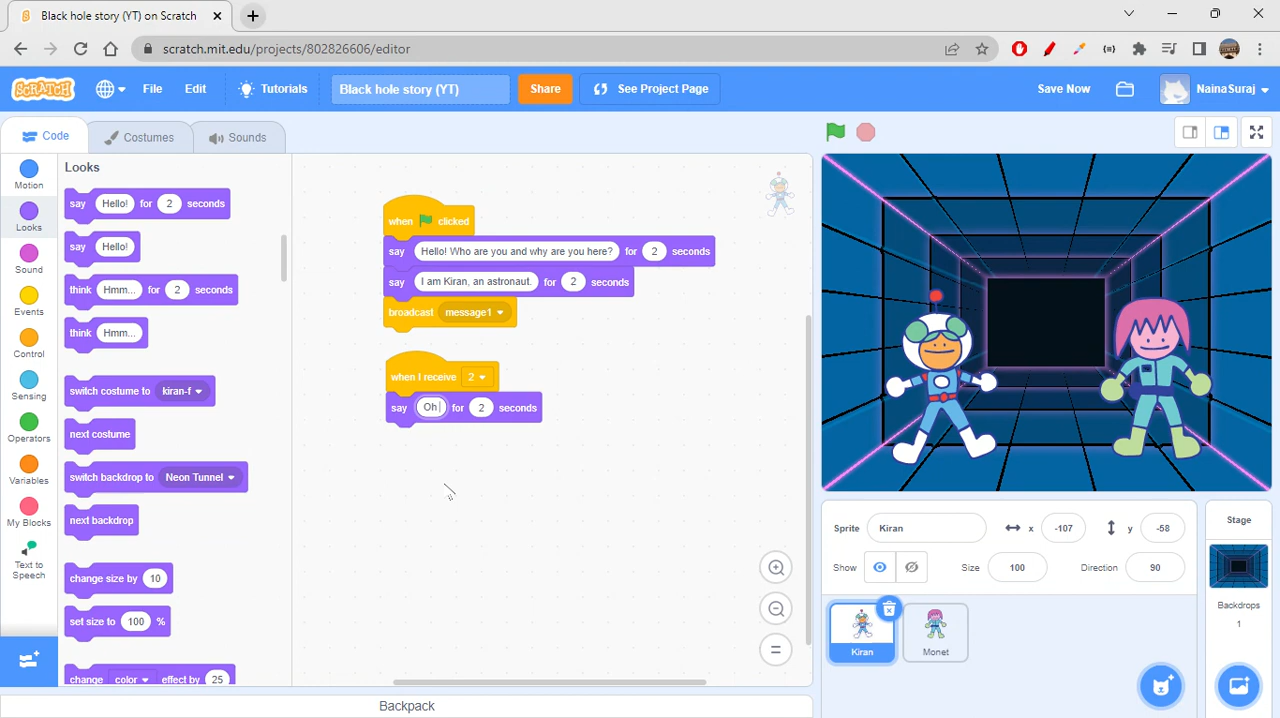 Black hole story (YT) on Scratch
scratch.mit.edu/projects/802826606/editor
SCRATCH
File
Edit
Tutorials
Black hole story (YT)
Share
See Project Page
Save Now
NainaSuraj
Code
Costumes
Sounds
Motion
Looks
Sound
Events
Control
Sensing
Operators
Variables
My Blocks
Text to
Speech
Looks
say Hello! for 2 seconds
say Hello!
think Hmm... for 2 seconds
think Hmm...
switch costume to kiran-f
next costume
switch backdrop to Neon Tunnel
next backdrop
change size by 10
set size to 100 %
change color effect by 25
when clicked
say Hello! Who are you and why are you here? for 2 seconds
say I am Kiran, an astronaut. for 2 seconds
broadcast message1
when I receive 2
say Oh for 2 seconds
Sprite Kiran x -107 y -58
Show Size 100 Direction 90
Kiran
Monet
Stage
Backdrops
1
Backpack